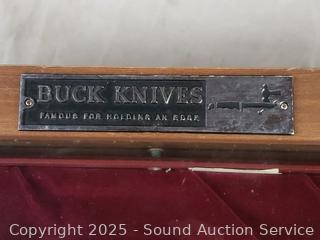 BUCK KNIVES
FAMOUS FOR HOLDING AN EDGE
Copyright 2025 - Sound Auction Service